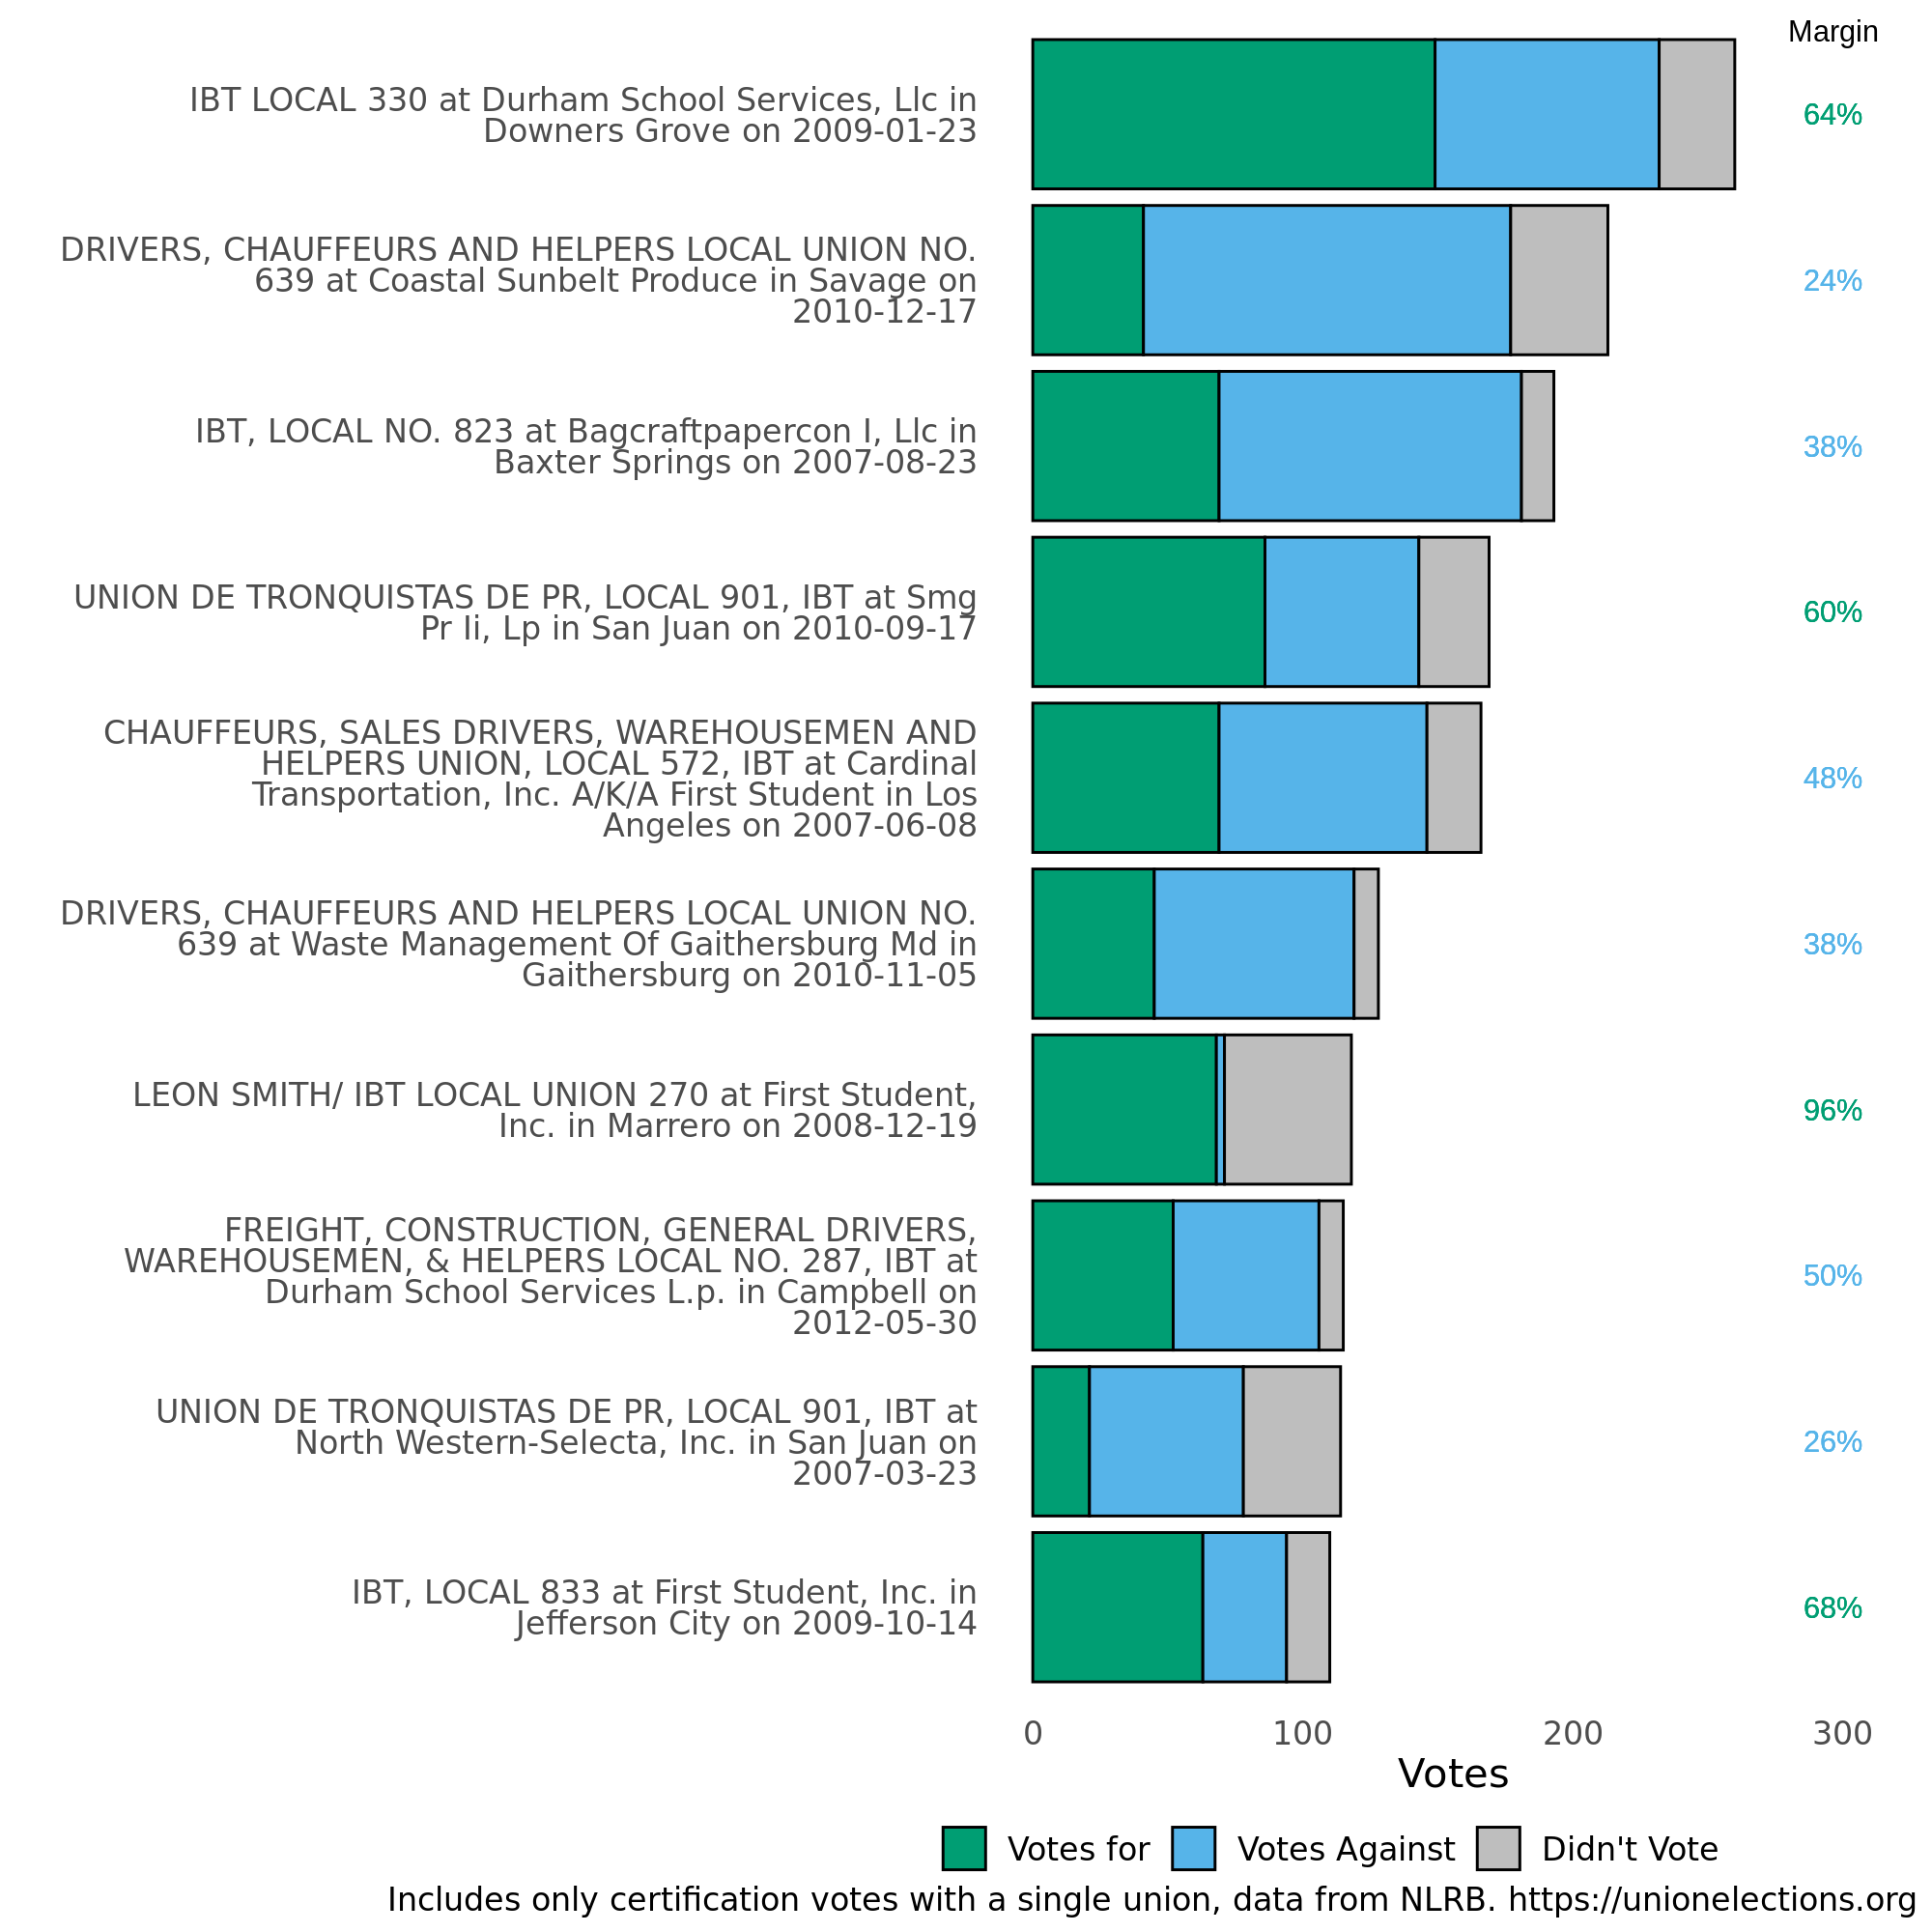 Margin
IBT LOCAL 330 at Durham School Services, Llc in
Downers Grove on 2009-01-23
64%
DRIVERS, CHAUFFEURS AND HELPERS LOCAL UNION NO.
639 at Coastal Sunbelt Produce in Savage on
2010-12-17
24%
IBT, LOCAL NO. 823 at Bagcraftpapercon I, Llc in
Baxter Springs on 2007-08-23
38%
UNION DE TRONQUISTAS DE PR, LOCAL 901, IBT at Smg
Pr Ii, Lp in San Juan on 2010-09-17
60%
CHAUFFEURS, SALES DRIVERS, WAREHOUSEMEN AND
HELPERS UNION, LOCAL 572, IBT at Cardinal
Transportation, Inc. A/K/A First Student in Los
Angeles on 2007-06-08
48%
DRIVERS, CHAUFFEURS AND HELPERS LOCAL UNION NO.
639 at Waste Management Of Gaithersburg Md in
Gaithersburg on 2010-11-05
38%
LEON SMITH/ IBT LOCAL UNION 270 at First Student,
Inc. in Marrero on 2008-12-19
96%
FREIGHT, CONSTRUCTION, GENERAL DRIVERS,
WAREHOUSEMEN, & HELPERS LOCAL NO. 287, IBT at
Durham School Services L.p. in Campbell on
2012-05-30
50%
UNION DE TRONQUISTAS DE PR, LOCAL 901, IBT at
North Western-Selecta, Inc. in San Juan on
2007-03-23
26%
IBT, LOCAL 833 at First Student, Inc. in
Jefferson City on 2009-10-14
68%
0 100 200 300
Votes
Votes for Votes Against Didn't Vote
Includes only certification votes with a single union, data from NLRB. https://unionelections.org